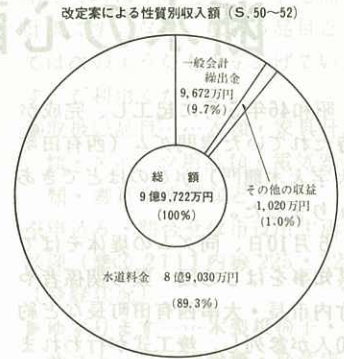 改定案による性質別収入額（S.50〜52）
一般会計
繰出金
9,672万円
（9.7%）
総　額
9億9,722万円
（100%）
その他の収益
1,020万円
（1.0%）
水道料金　8億9,030万円
（89.3%）